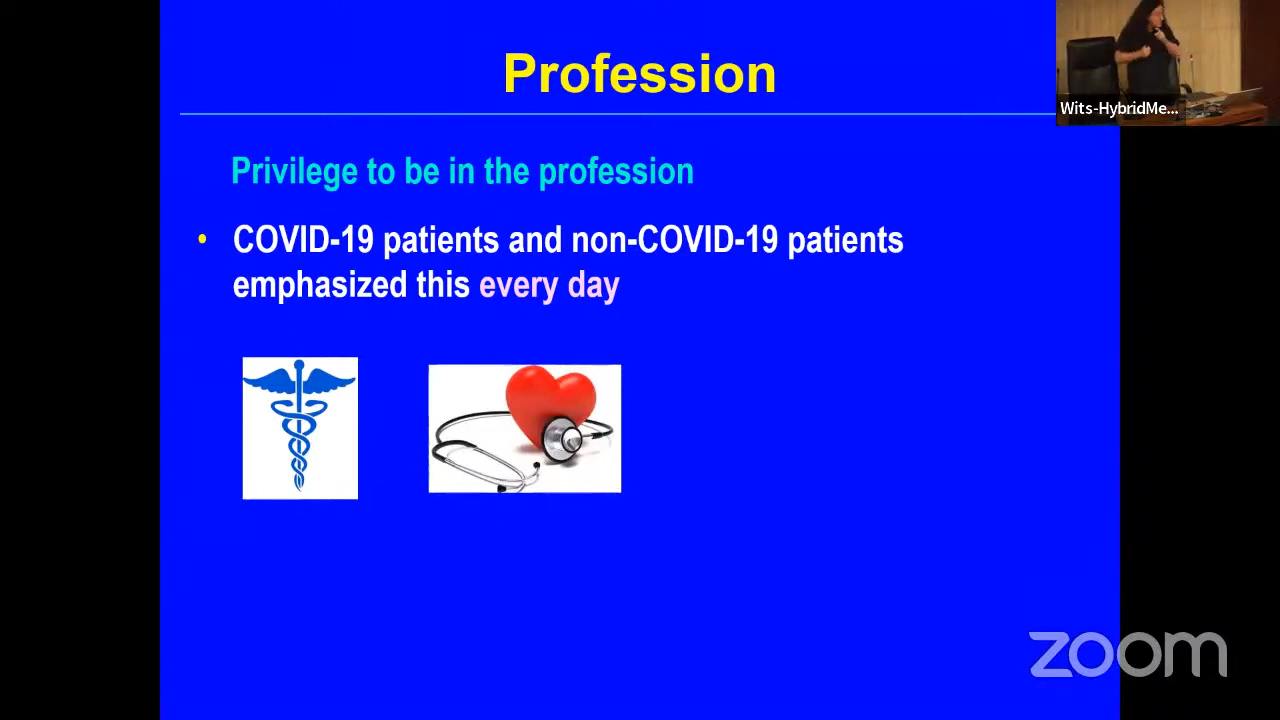 Profession
Wits-HybridMe...
Privilege to be in the profession
• COVID-19 patients and non-COVID-19 patients
emphasized this every day
zoom